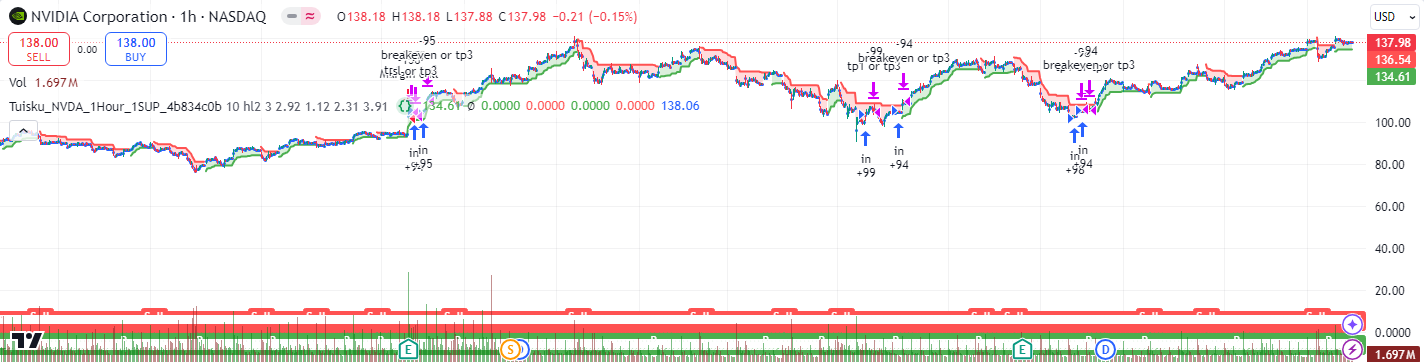 NVIDIA Corporation · 1h · NASDAQ O138.18 H138.18 L137.88 C137.98 −0.21 (−0.15%)
USD
138.00
SELL
0.00
138.00
BUY
Vol 1.697M
Tuisku_NVDA_1Hour_1SUP_4b834c0b 10 hl2 3 2.92 1.12 2.31 3.91 134.61 Ø 0.0000 0.0000 0.0000 0.0000 138.06
-95
breakeven or tp3
trsl or tp3
in
in
+95
-99
tp1 or tp3
-94
breakeven or tp3
in
+99
in
+94
-94
breakeven or tp3
in
+98
in
+94
137.98
136.54
134.61
100.00
80.00
60.00
40.00
20.00
0.0000
1.697M
E
S
E
D